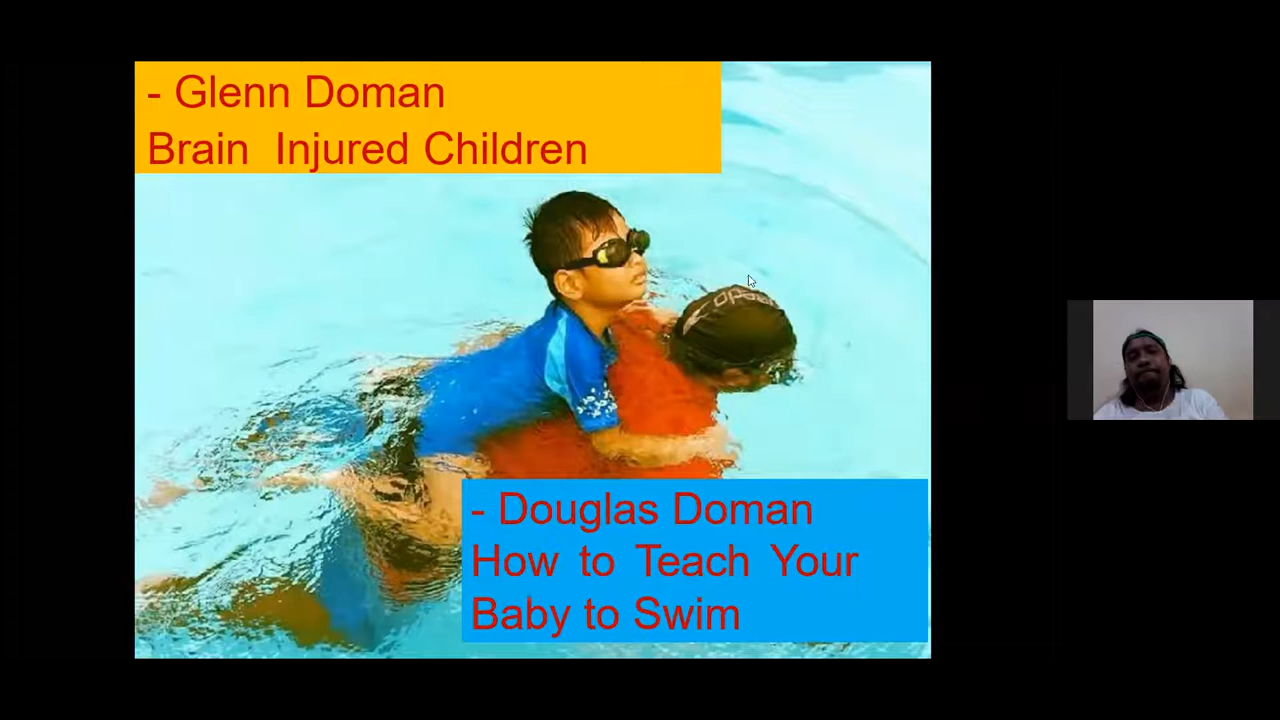 - Glenn Doman
Brain Injured Children
- Douglas Doman
How to Teach Your
Baby to Swim